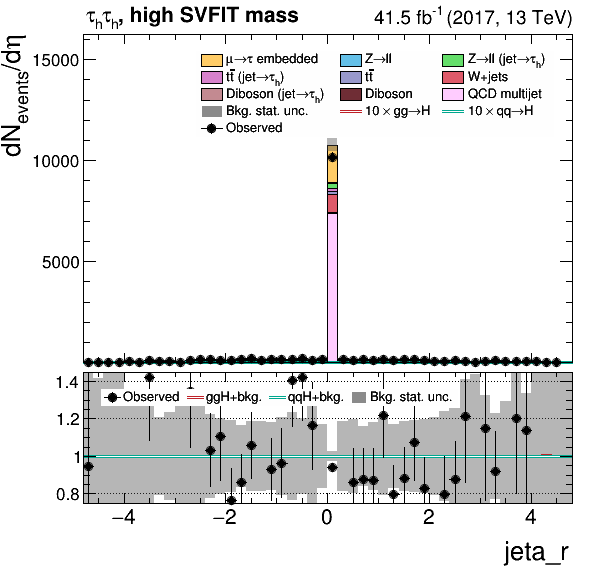 τhτh, high SVFIT mass 41.5 fb-1 (2017, 13 TeV)
dNevents/dη
15000
10000
5000
μ→τ embedded Z→ll Z→ll (jet→τh)
tt̄ (jet→τh) tt̄ W+jets
Diboson (jet→τh) Diboson QCD multijet
Bkg. stat. unc. 10×gg→H 10×qq→H
Observed
1.4
1.2
1
0.8
Observed ggH+bkg. qqH+bkg. Bkg. stat. unc.
−4 −2 0 2 4
jeta_r